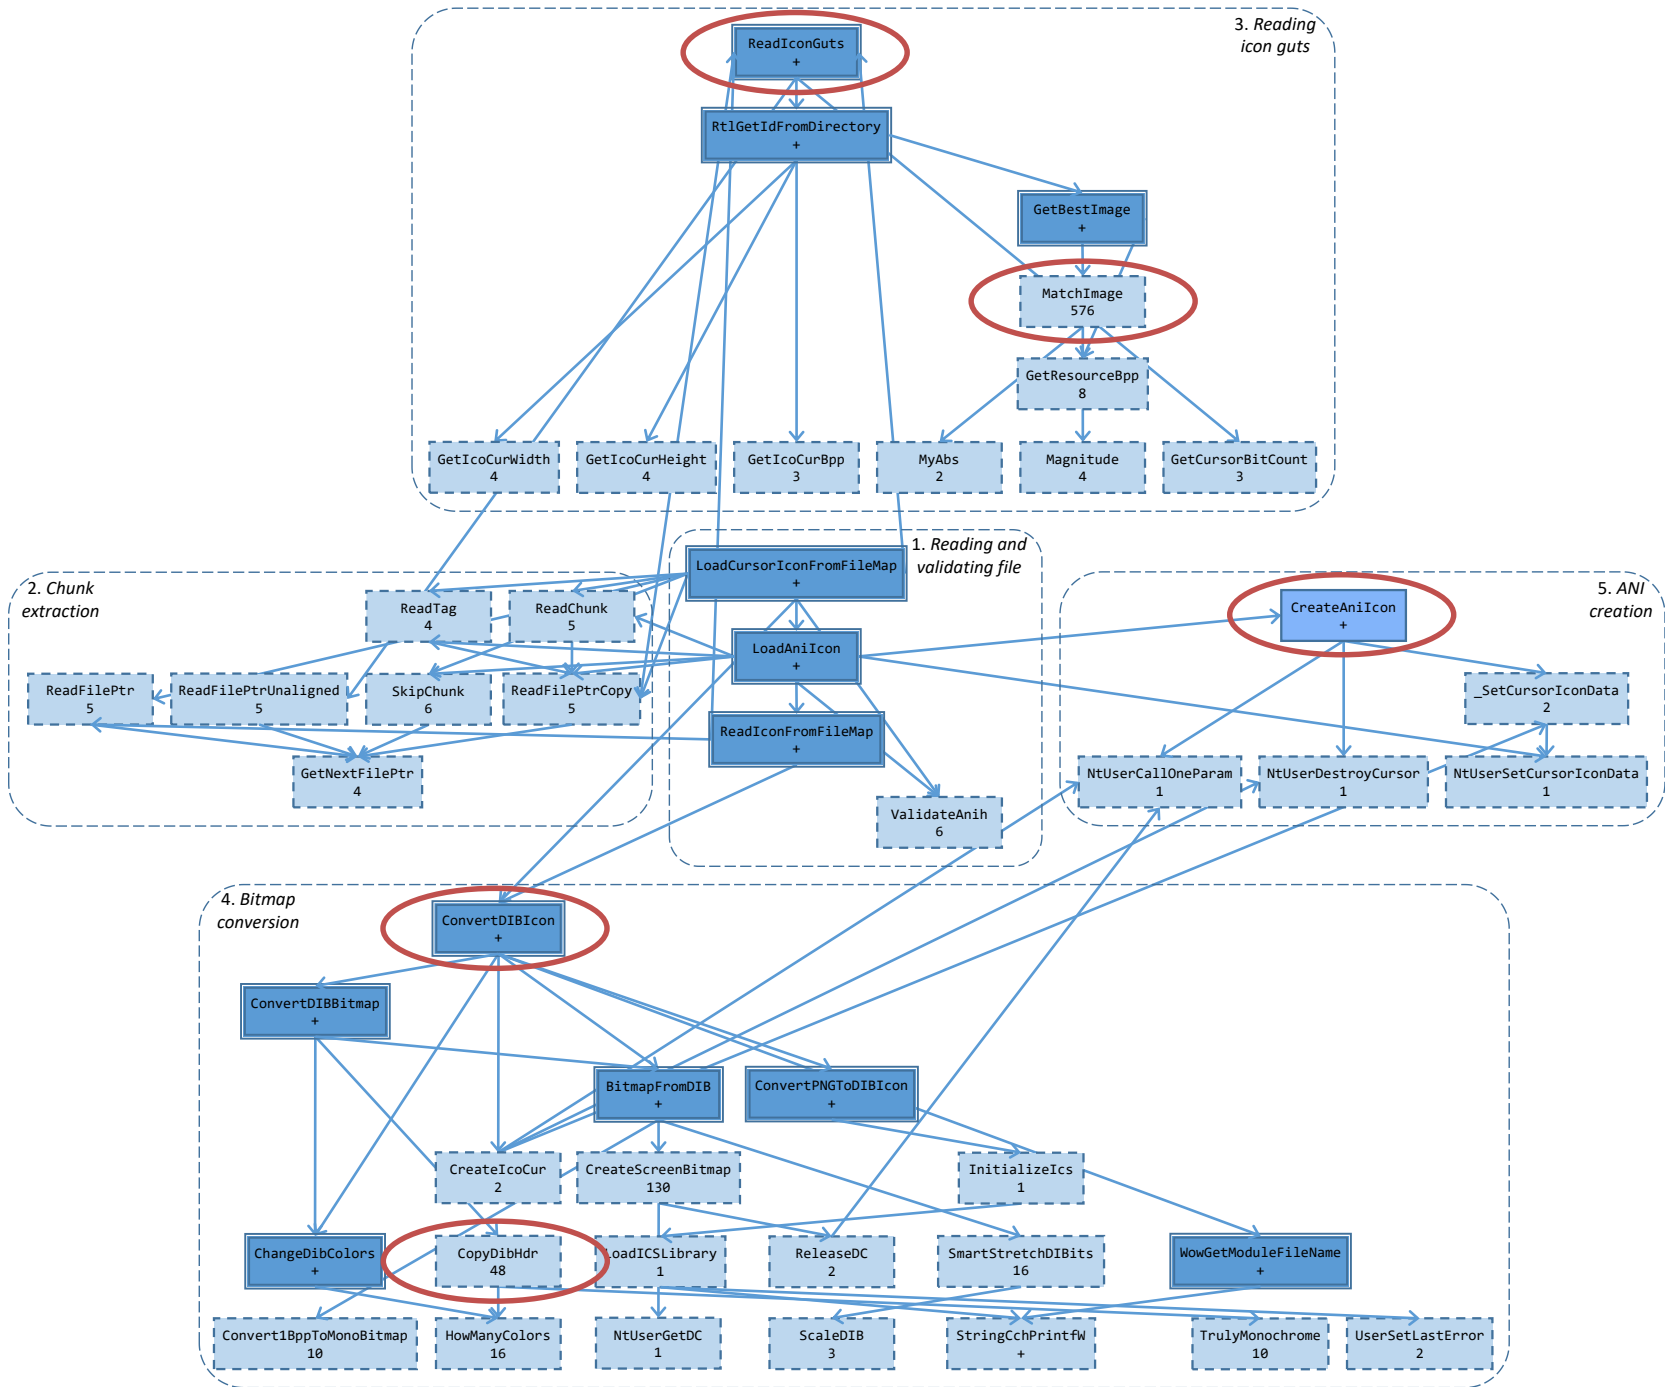 3. Reading
icon guts
ReadIconGuts
+
RtlGetIdFromDirectory
+
GetBestImage
+
MatchImage
576
GetResourceBpp
8
GetIcoCurWidth
4
GetIcoCurHeight
4
GetIcoCurBpp
3
MyAbs
2
Magnitude
4
GetCursorBitCount
3
1. Reading and
validating file
LoadCursorIconFromFileMap
+
LoadAniIcon
+
ReadIconFromFileMap
+
ValidateAnih
6
2. Chunk
extraction
ReadTag
4
ReadChunk
5
ReadFilePtr
5
ReadFilePtrUnaligned
5
SkipChunk
6
ReadFilePtrCopy
5
GetNextFilePtr
4
5. ANI
creation
CreateAniIcon
+
_SetCursorIconData
2
NtUserCallOneParam
1
NtUserDestroyCursor
1
NtUserSetCursorIconData
1
4. Bitmap
conversion
ConvertDIBIcon
+
ConvertDIBBitmap
+
BitmapFromDIB
+
ConvertPNGToDIBIcon
+
CreateIcoCur
2
CreateScreenBitmap
130
InitializeIcs
1
ChangeDibColors
+
CopyDibHdr
48
LoadICSLibrary
1
ReleaseDC
2
SmartStretchDIBits
16
WowGetModuleFileName
+
Convert1BppToMonoBitmap
10
HowManyColors
16
NtUserGetDC
1
ScaleDIB
3
StringCchPrintfW
+
TrulyMonochrome
10
UserSetLastError
2